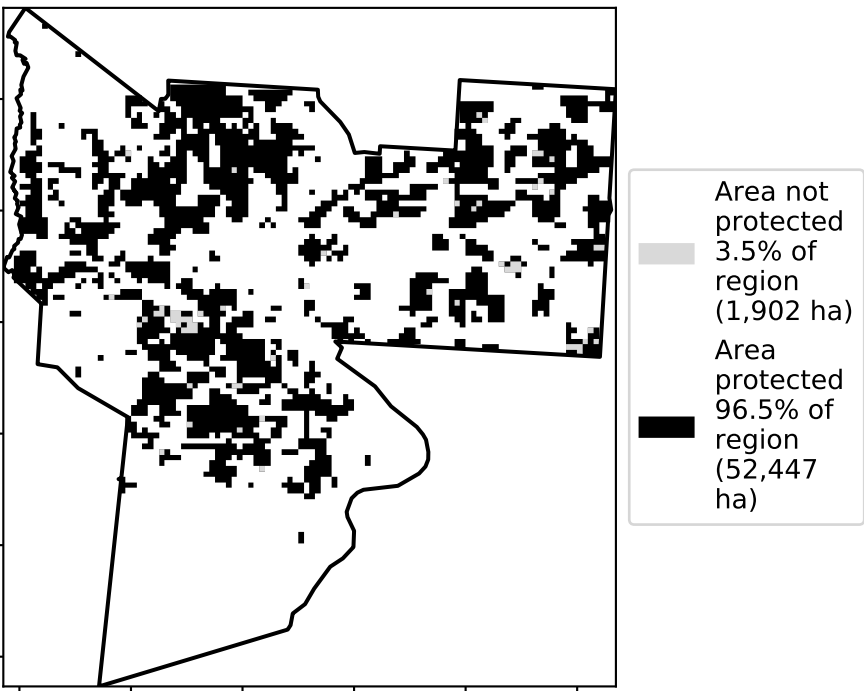 Area not
protected
3.5% of
region
(1,902 ha)
Area
protected
96.5% of
region
(52,447
ha)